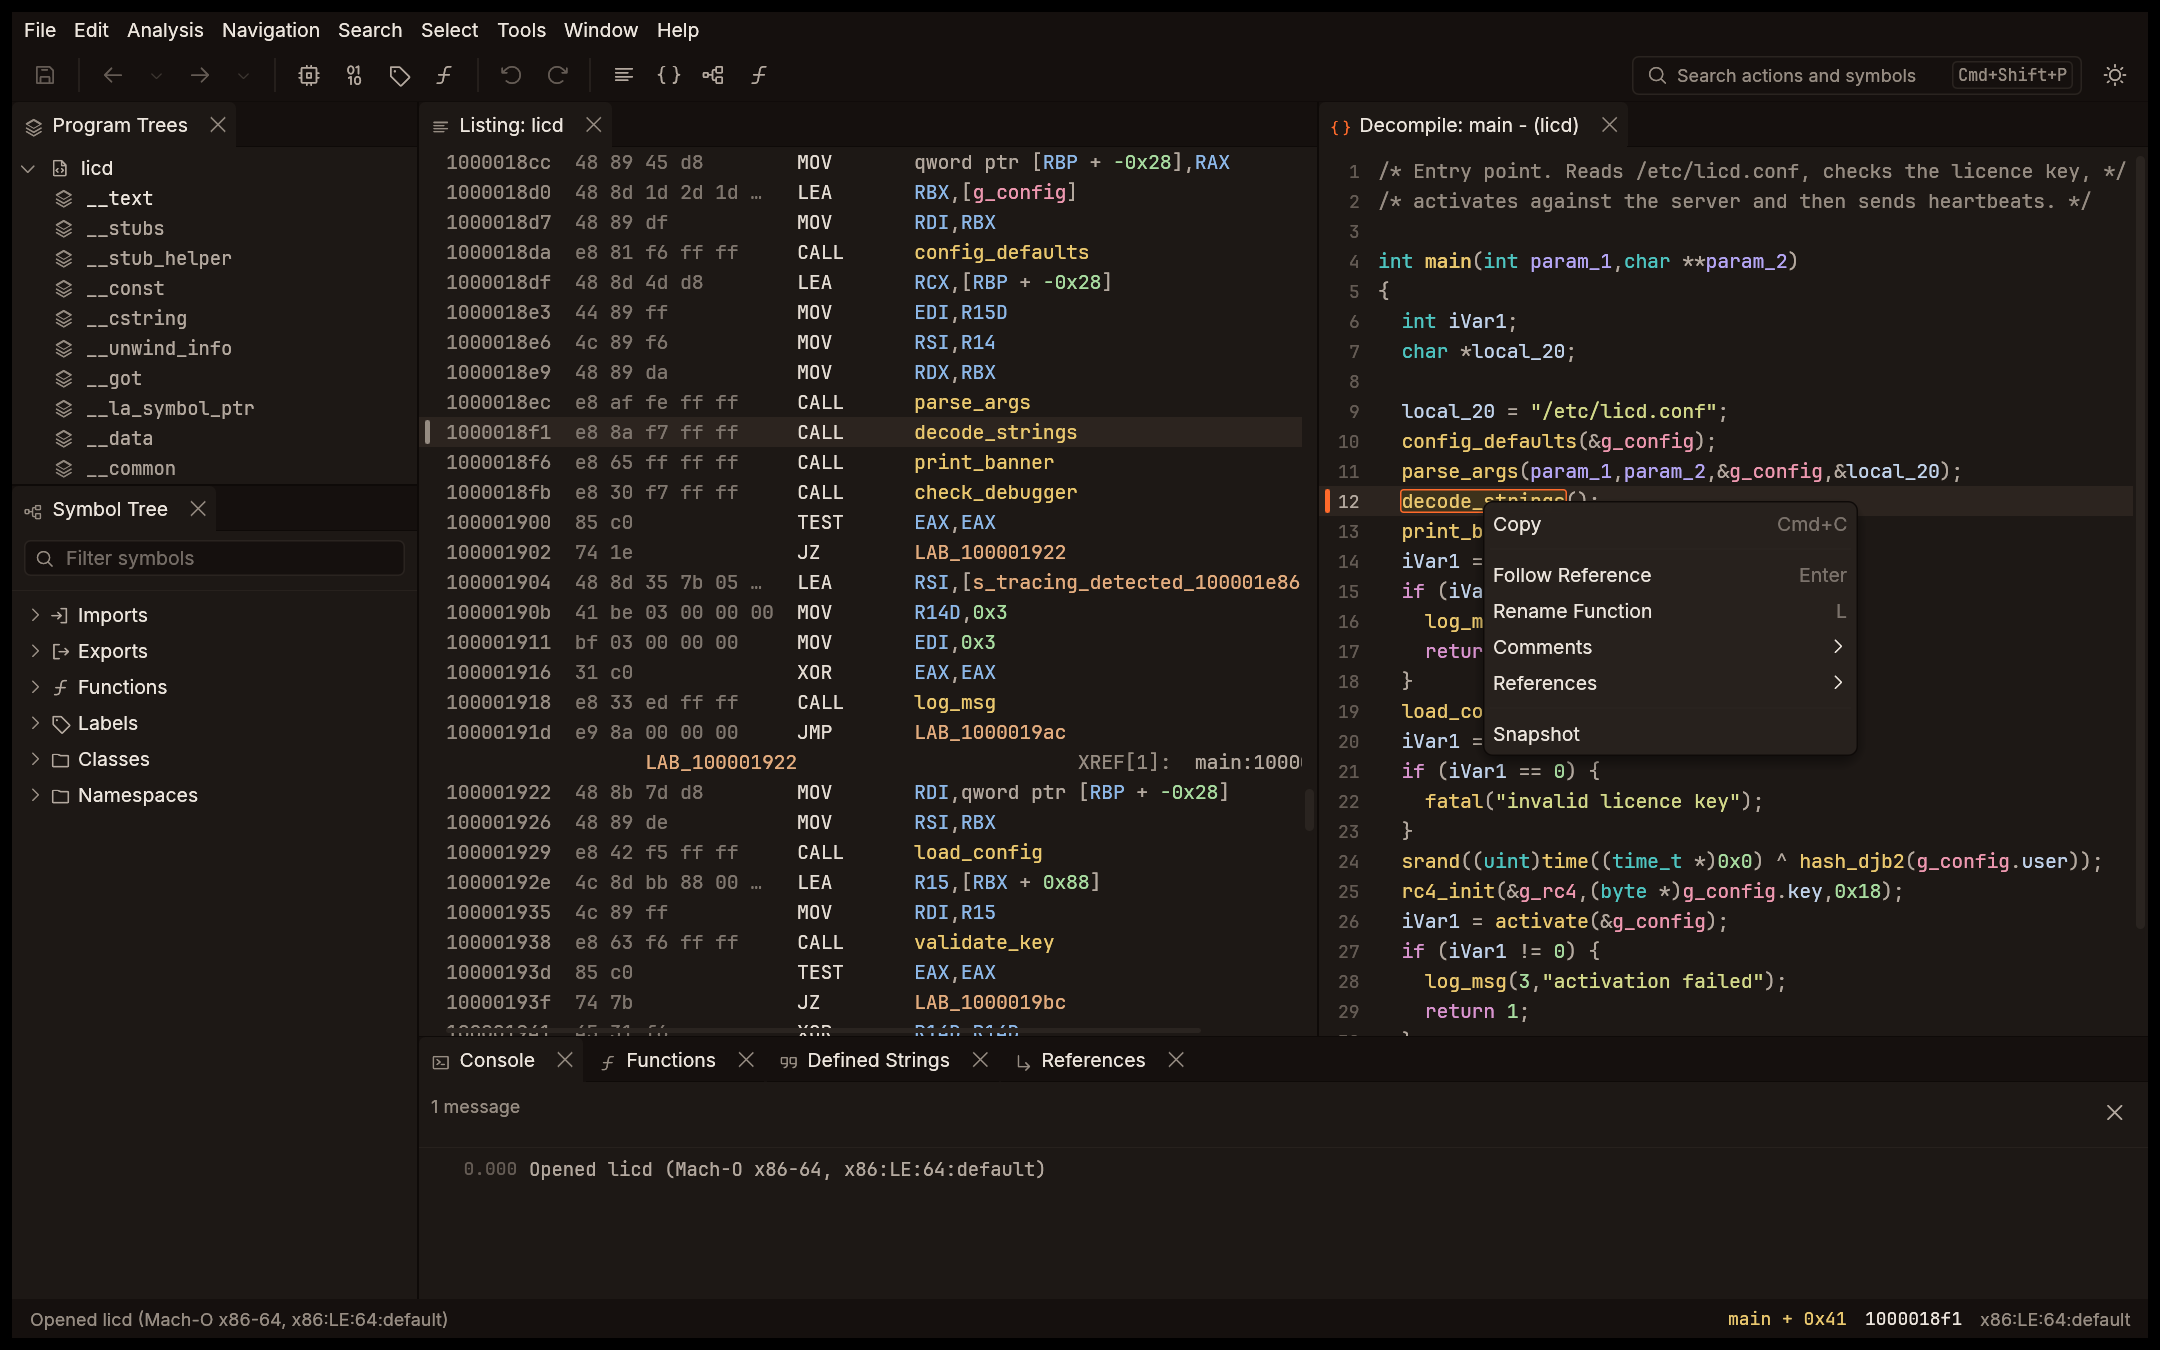 File Edit Analysis Navigation Search Select Tools Window Help
Search actions and symbols Cmd+Shift+P
Program Trees
licd
__text
__stubs
__stub_helper
__const
__cstring
__unwind_info
__got
__la_symbol_ptr
__data
__common
Symbol Tree
Filter symbols
Imports
Exports
Functions
Labels
Classes
Namespaces
Listing: licd
1000018cc 48 89 45 d8 MOV qword ptr [RBP + -0x28],RAX
1000018d0 48 8d 1d 2d 1d … LEA RBX,[g_config]
1000018d7 48 89 df MOV RDI,RBX
1000018da e8 81 f6 ff ff CALL config_defaults
1000018df 48 8d 4d d8 LEA RCX,[RBP + -0x28]
1000018e3 44 89 ff MOV EDI,R15D
1000018e6 4c 89 f6 MOV RSI,R14
1000018e9 48 89 da MOV RDX,RBX
1000018ec e8 af fe ff ff CALL parse_args
1000018f1 e8 8a f7 ff ff CALL decode_strings
1000018f6 e8 65 ff ff ff CALL print_banner
1000018fb e8 30 f7 ff ff CALL check_debugger
100001900 85 c0 TEST EAX,EAX
100001902 74 1e JZ LAB_100001922
100001904 48 8d 35 7b 05 … LEA RSI,[s_tracing_detected_100001e86
10000190b 41 be 03 00 00 00 MOV R14D,0x3
100001911 bf 03 00 00 00 MOV EDI,0x3
100001916 31 c0 XOR EAX,EAX
100001918 e8 33 ed ff ff CALL log_msg
10000191d e9 8a 00 00 00 JMP LAB_1000019ac
LAB_100001922 XREF[1]: main:1000
100001922 48 8b 7d d8 MOV RDI,qword ptr [RBP + -0x28]
100001926 48 89 de MOV RSI,RBX
100001929 e8 42 f5 ff ff CALL load_config
10000192e 4c 8d bb 88 00 … LEA R15,[RBX + 0x88]
100001935 4c 89 ff MOV RDI,R15
100001938 e8 63 f6 ff ff CALL validate_key
10000193d 85 c0 TEST EAX,EAX
10000193f 74 7b JZ LAB_1000019bc
Decompile: main - (licd)
1 /* Entry point. Reads /etc/licd.conf, checks the licence key, */
2 /* activates against the server and then sends heartbeats. */
3
4 int main(int param_1,char **param_2)
5 {
6 int iVar1;
7 char *local_20;
8
9 local_20 = "/etc/licd.conf";
10 config_defaults(&g_config);
11 parse_args(param_1,param_2,&g_config,&local_20);
12 decode_strings();
13 print_b
14 iVar1 =
15 if (iVa
16 log_m
17 retur
18 }
19 load_co
20 iVar1 =
21 if (iVar1 == 0) {
22 fatal("invalid licence key");
23 }
24 srand((uint)time((time_t *)0x0) ^ hash_djb2(g_config.user));
25 rc4_init(&g_rc4,(byte *)g_config.key,0x18);
26 iVar1 = activate(&g_config);
27 if (iVar1 != 0) {
28 log_msg(3,"activation failed");
29 return 1;
Copy Cmd+C
Follow Reference Enter
Rename Function L
Comments
References
Snapshot
Console Functions Defined Strings References
1 message
0.000 Opened licd (Mach-O x86-64, x86:LE:64:default)
Opened licd (Mach-O x86-64, x86:LE:64:default)
main + 0x41 1000018f1 x86:LE:64:default